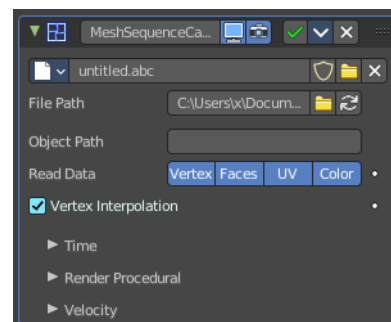 MeshSequenceCa...
untitled.abc
File Path C:\Users\x\Docum...
Object Path
Read Data Vertex Faces UV Color
Vertex Interpolation
Time
Render Procedural
Velocity